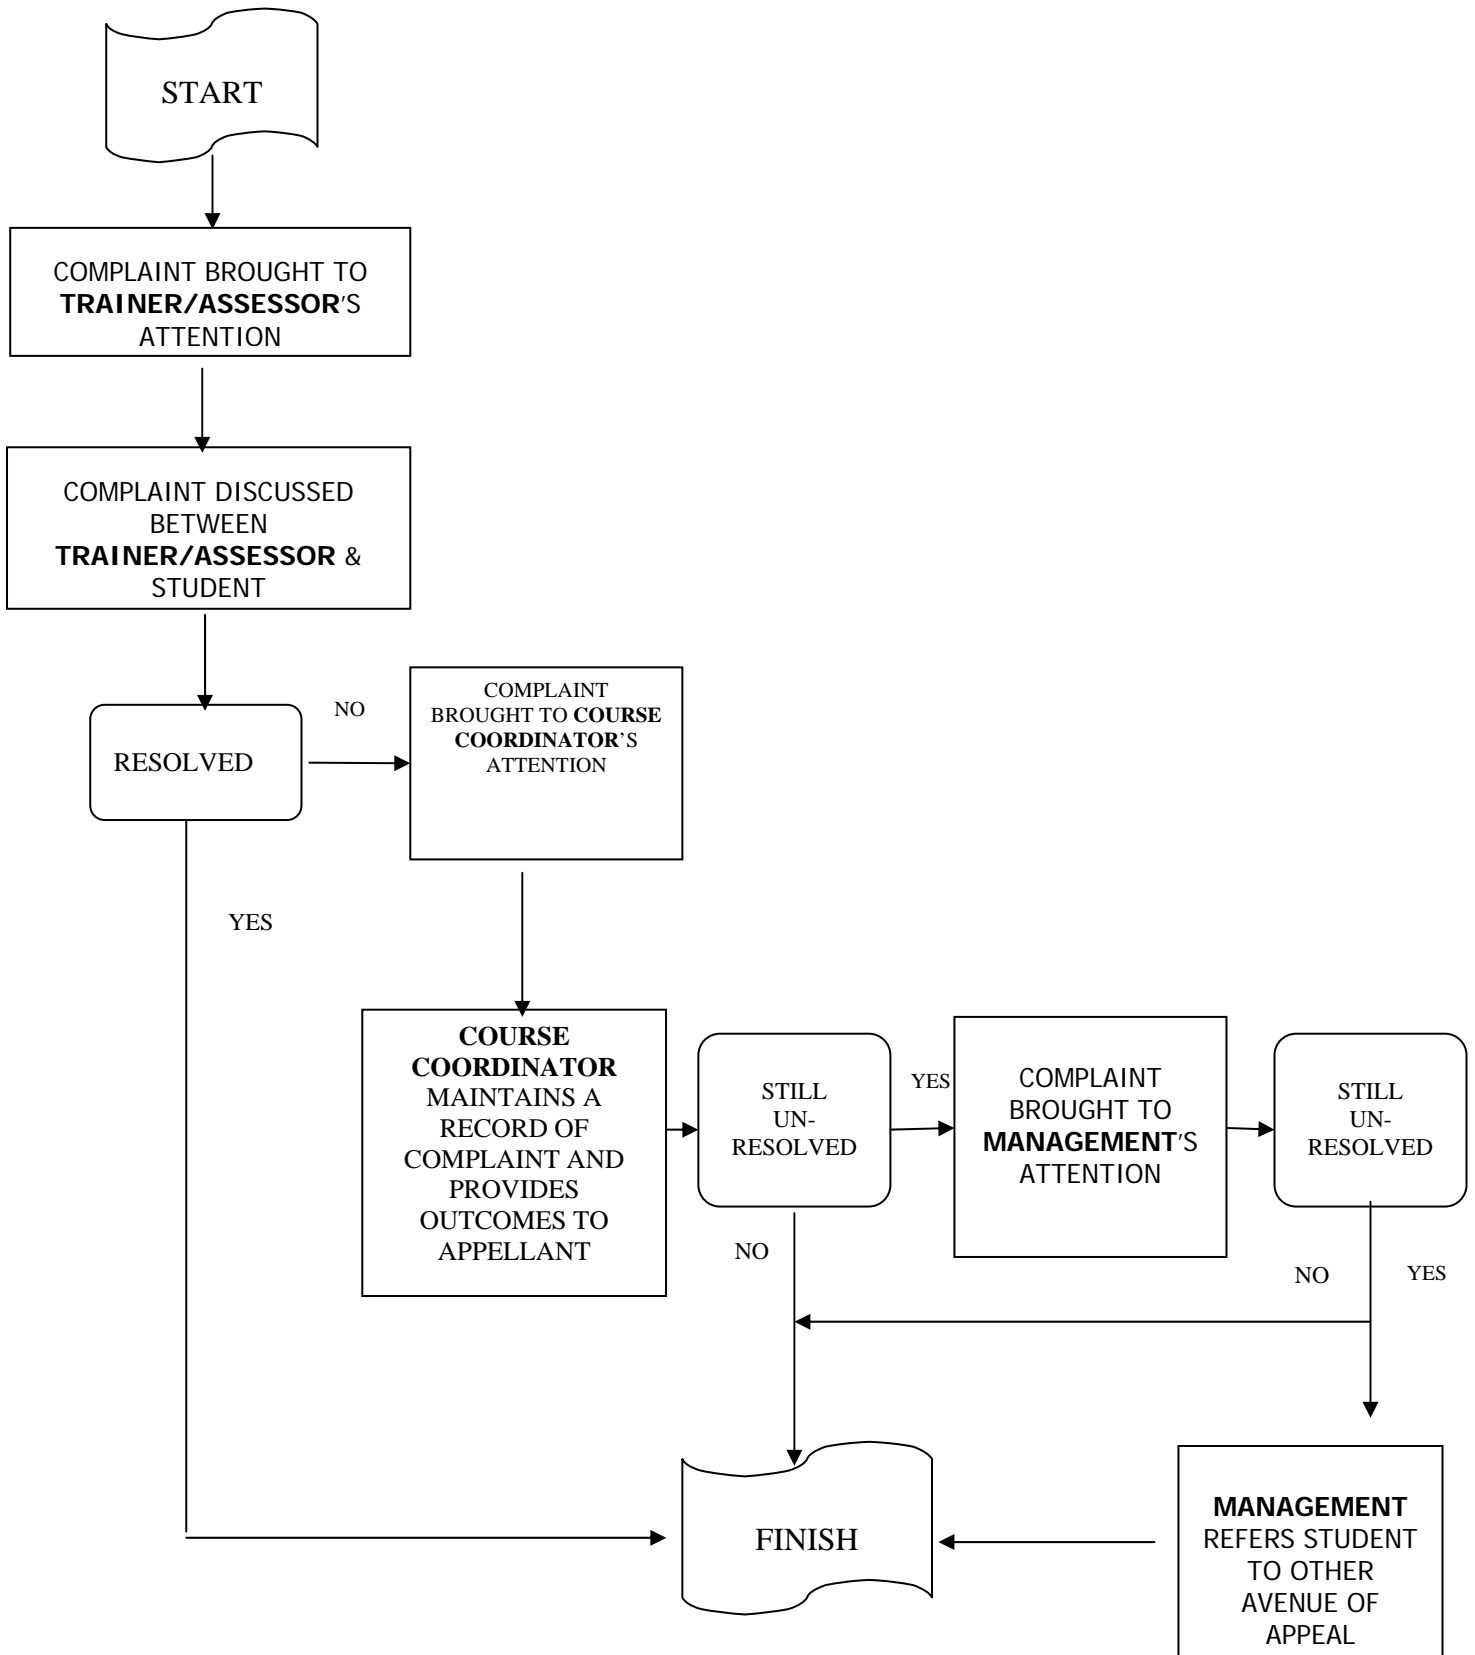 START
COMPLAINT BROUGHT TO
TRAINER/ASSESSOR'S
ATTENTION
COMPLAINT DISCUSSED
BETWEEN
TRAINER/ASSESSOR &
STUDENT
RESOLVED
NO
COMPLAINT
BROUGHT TO COURSE
COORDINATOR'S
ATTENTION
YES
COURSE
COORDINATOR
MAINTAINS A
RECORD OF
COMPLAINT AND
PROVIDES
OUTCOMES TO
APPELLANT
STILL
UN-
RESOLVED
YES
COMPLAINT
BROUGHT TO
MANAGEMENT'S
ATTENTION
STILL
UN-
RESOLVED
NO
NO
YES
FINISH
MANAGEMENT
REFERS STUDENT
TO OTHER
AVENUE OF
APPEAL